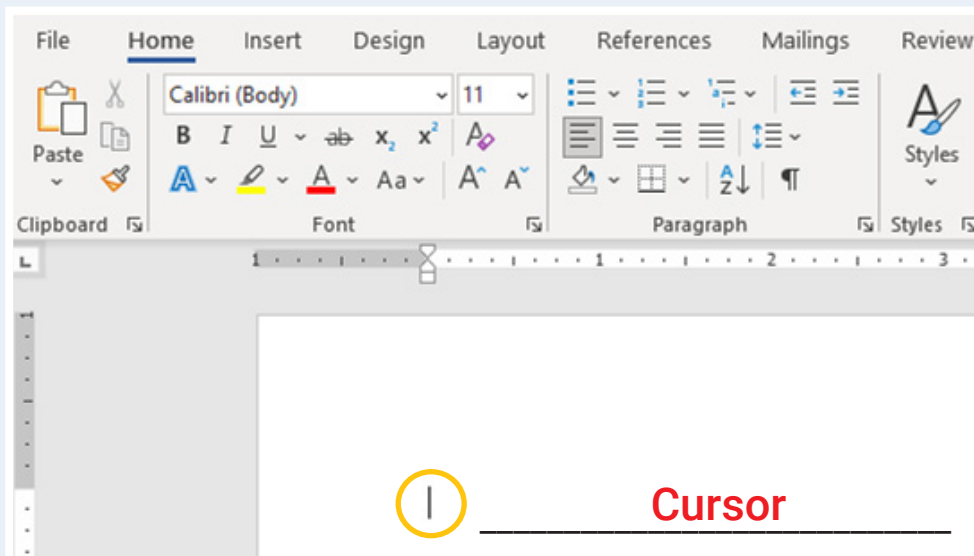 File Home Insert Design Layout References Mailings Review
Calibri (Body) 11
B I U ab x₂ x² A
Paste
Styles
A A Aa A A
A Z ¶
Clipboard Font Paragraph Styles
L 1 1 2 3
1
Cursor